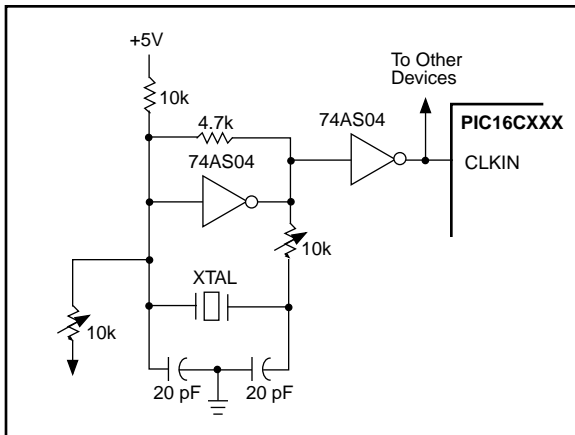 +5V
To Other
Devices
10k
4.7k
74AS04
PIC16CXXX
74AS04
CLKIN
10k
XTAL
10k
20 pF
20 pF